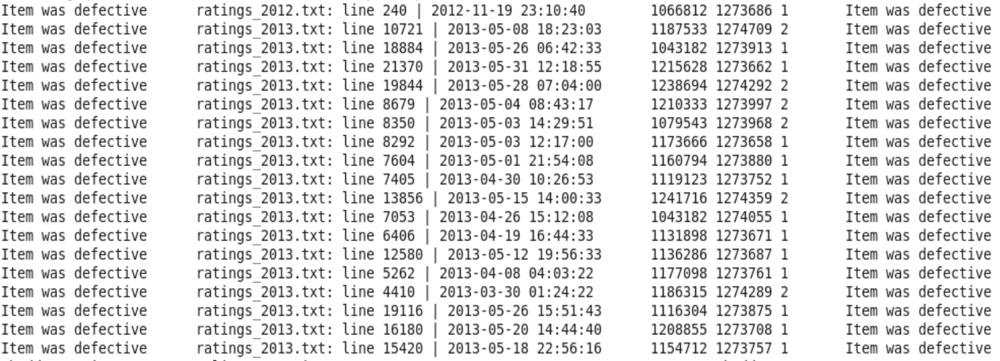 Item was defective ratings_2012.txt: line 240 | 2012-11-19 23:10:40 1066812 1273686 1 Item was defective
Item was defective ratings_2013.txt: line 10721 | 2013-05-08 18:23:03 1187533 1274709 2 Item was defective
Item was defective ratings_2013.txt: line 18884 | 2013-05-26 06:42:33 1043182 1273913 1 Item was defective
Item was defective ratings_2013.txt: line 21370 | 2013-05-31 12:18:55 1215628 1273662 1 Item was defective
Item was defective ratings_2013.txt: line 19844 | 2013-05-28 07:04:00 1238694 1274292 2 Item was defective
Item was defective ratings_2013.txt: line 8679 | 2013-05-04 08:43:17 1210333 1273997 2 Item was defective
Item was defective ratings_2013.txt: line 8350 | 2013-05-03 14:29:51 1079543 1273968 2 Item was defective
Item was defective ratings_2013.txt: line 8292 | 2013-05-03 12:17:00 1173666 1273658 1 Item was defective
Item was defective ratings_2013.txt: line 7604 | 2013-05-01 21:54:08 1160794 1273880 1 Item was defective
Item was defective ratings_2013.txt: line 7405 | 2013-04-30 10:26:53 1119123 1273752 1 Item was defective
Item was defective ratings_2013.txt: line 13856 | 2013-05-15 14:00:33 1241716 1274359 2 Item was defective
Item was defective ratings_2013.txt: line 7053 | 2013-04-26 15:12:08 1043182 1274055 1 Item was defective
Item was defective ratings_2013.txt: line 6406 | 2013-04-19 16:44:33 1131898 1273671 1 Item was defective
Item was defective ratings_2013.txt: line 12580 | 2013-05-12 19:56:33 1136286 1273687 1 Item was defective
Item was defective ratings_2013.txt: line 5262 | 2013-04-08 04:03:22 1177098 1273761 1 Item was defective
Item was defective ratings_2013.txt: line 4410 | 2013-03-30 01:24:22 1186315 1274289 2 Item was defective
Item was defective ratings_2013.txt: line 19116 | 2013-05-26 15:51:43 1116304 1273875 1 Item was defective
Item was defective ratings_2013.txt: line 16180 | 2013-05-20 14:44:40 1208855 1273708 1 Item was defective
Item was defective ratings_2013.txt: line 15420 | 2013-05-18 22:56:16 1154712 1273757 1 Item was defective